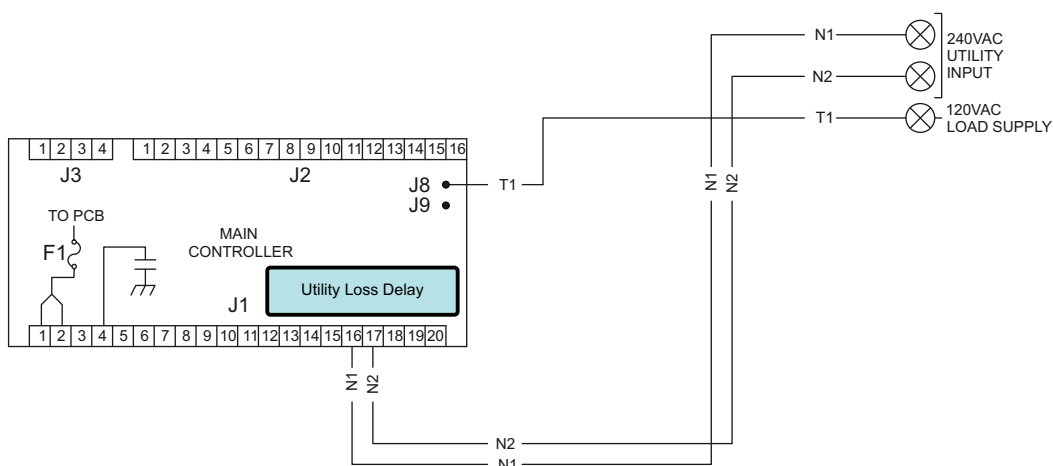 N1
240VAC
UTILITY
INPUT
N2
T1
120VAC
LOAD SUPPLY
1 2 3 4
1 2 3 4 5 6 7 8 9 10 11 12 13 14 15 16
J3
J2
J8
T1
J9
N1
N2
TO PCB
F1
MAIN
CONTROLLER
Utility Loss Delay
J1
1 2 3 4 5 6 7 8 9 10 11 12 13 14 15 16 17 18 19 20
N1
N2
N2
N1